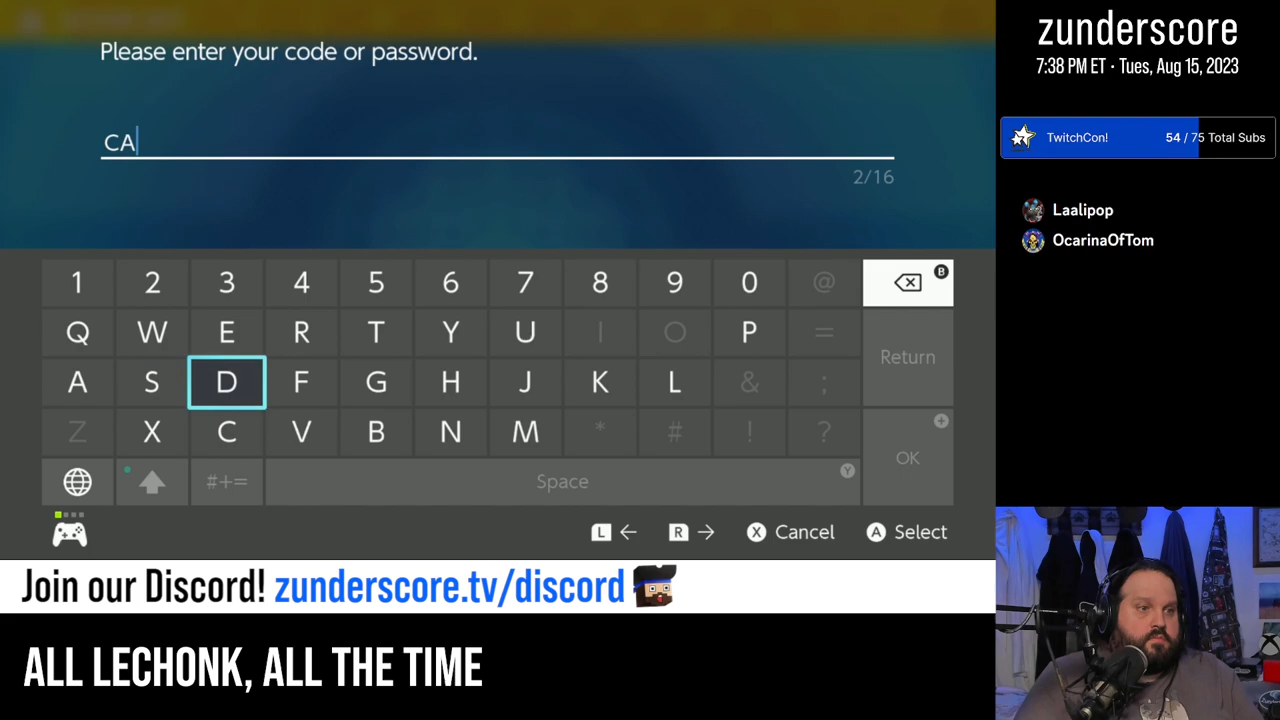 Please enter your code or password.
CA
2/16
1 2 3 4 5 6 7 8 9 0 @ B
Q W E R T Y U I O P = Return
A S D F G H J K L & ;
Z X C V B N M * # ! ? + OK
#+= Space Y
L ← R → X Cancel A Select
Join our Discord! zunderscore.tv/discord
ALL LECHONK, ALL THE TIME
zunderscore
7:38 PM ET · Tues, Aug 15, 2023
TwitchCon! 54 / 75 Total Subs
Laalipop
OcarinaOfTom